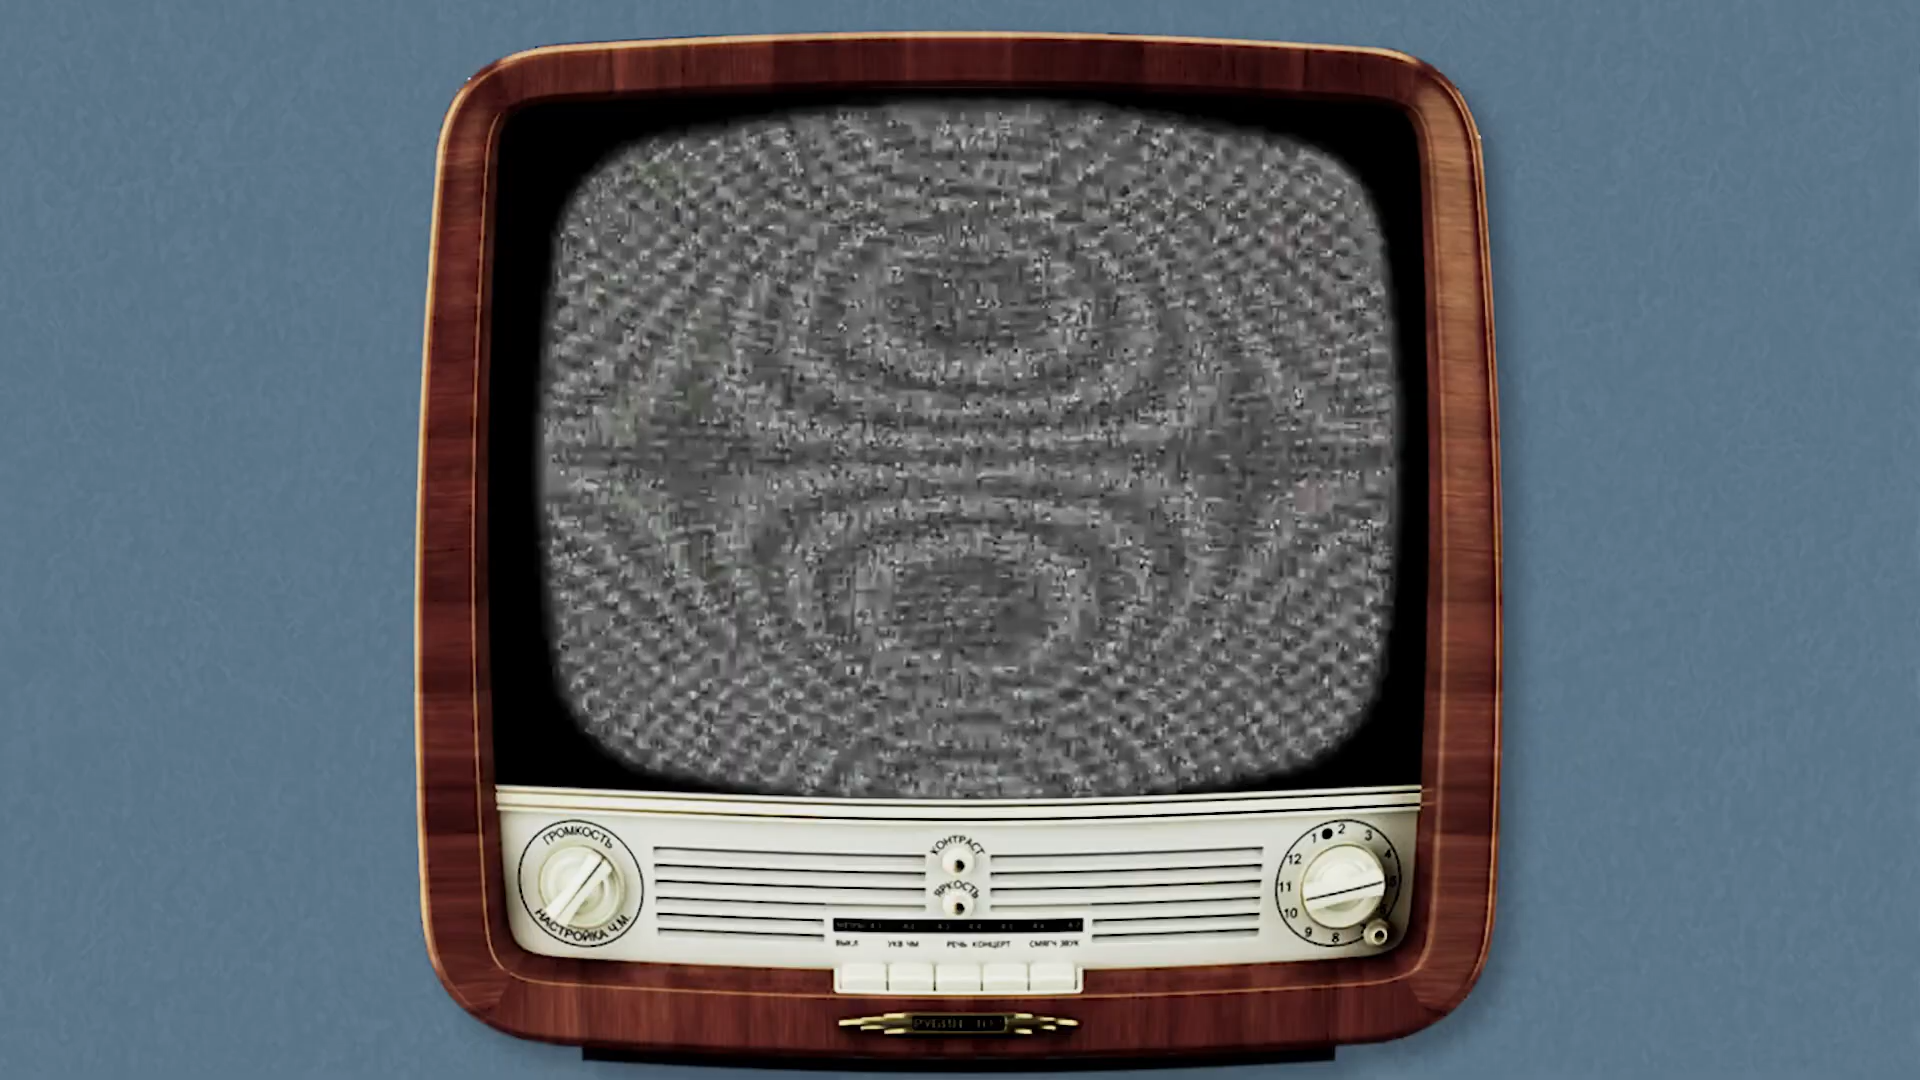 ГРОМКОСТЬ
НАСТРОЙКА Ч.М.
КОНТРАСТ
ЯРКОСТЬ
ВЫКЛ УКВ ЧМ РЕЧЬ КОНЦЕРТ СМЯГЧ ЗВУК
1 2 3 4 5 8 9 10 11 12
РУБИН